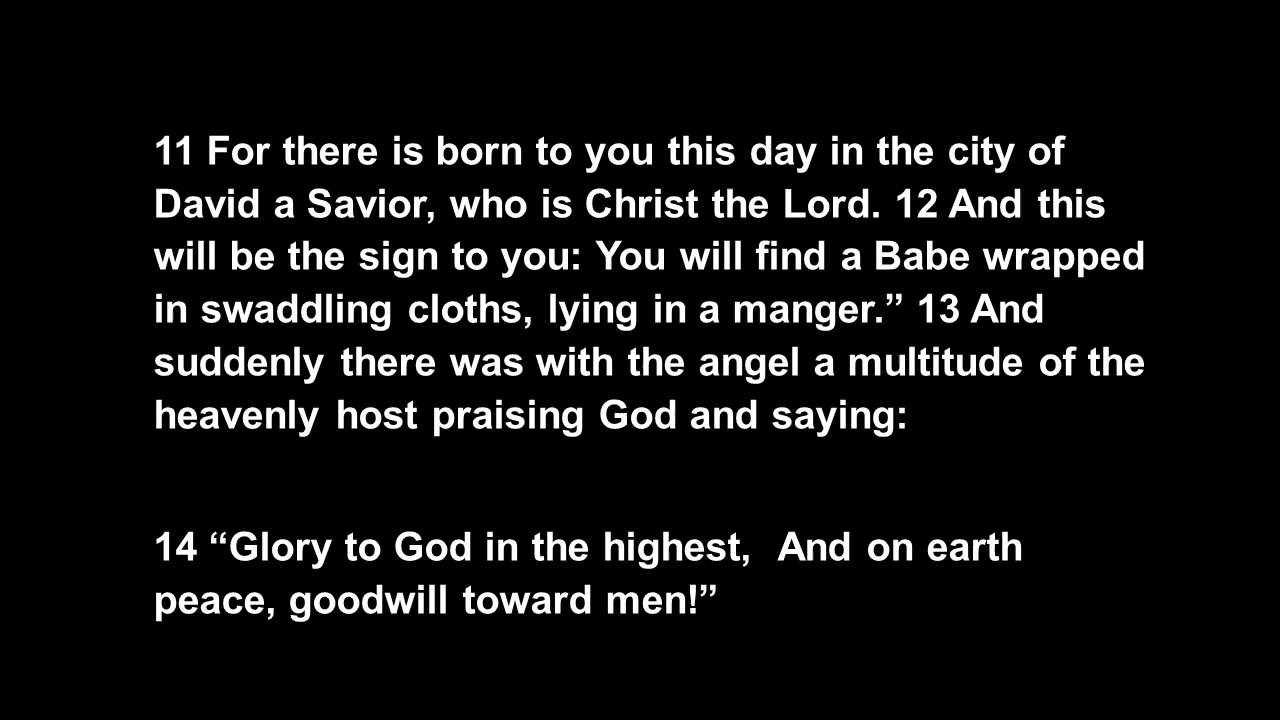 11 For there is born to you this day in the city of
David a Savior, who is Christ the Lord. 12 And this
will be the sign to you: You will find a Babe wrapped
in swaddling cloths, lying in a manger.” 13 And
suddenly there was with the angel a multitude of the
heavenly host praising God and saying:
14 “Glory to God in the highest,  And on earth
peace, goodwill toward men!”